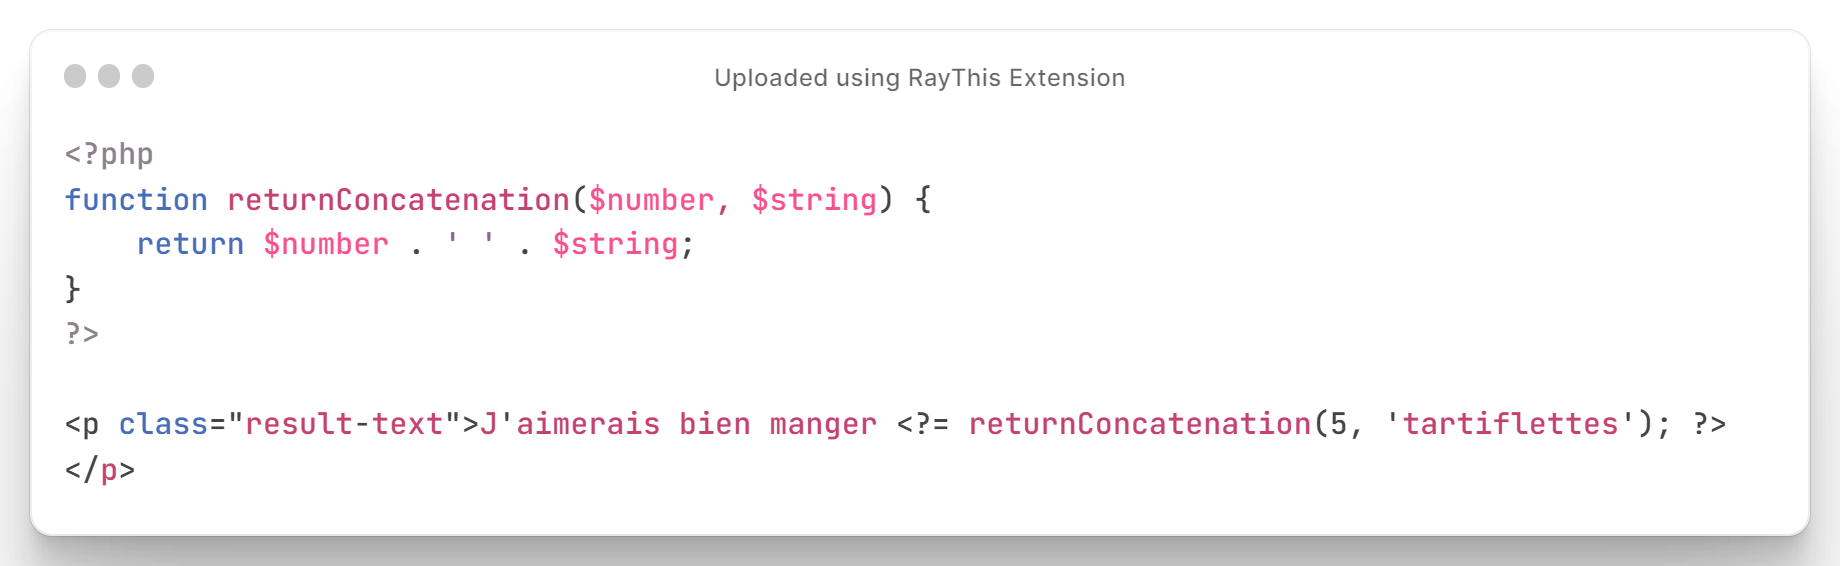 Uploaded using RayThis Extension
<?php
function returnConcatenation($number, $string) {
    return $number . ' ' . $string;
}
?>
<p class="result-text">J'aimerais bien manger <?= returnConcatenation(5, 'tartiflettes'); ?>
</p>